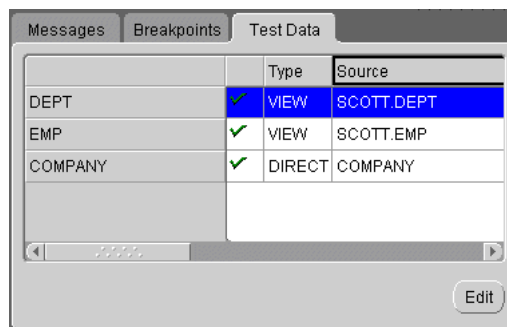 Messages Breakpoints Test Data
Type Source
DEPT VIEW SCOTT.DEPT
EMP VIEW SCOTT.EMP
COMPANY DIRECT COMPANY
Edit